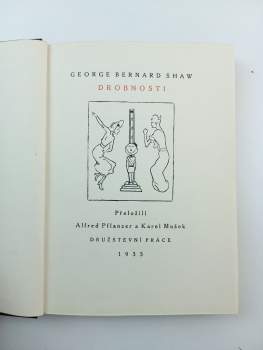 GEORGE BERNARD SHAW
DROBNOSTI
Přeložili
Alfred Pflanzer a Karel Mušek
DRUŽSTEVNÍ PRÁCE
1933